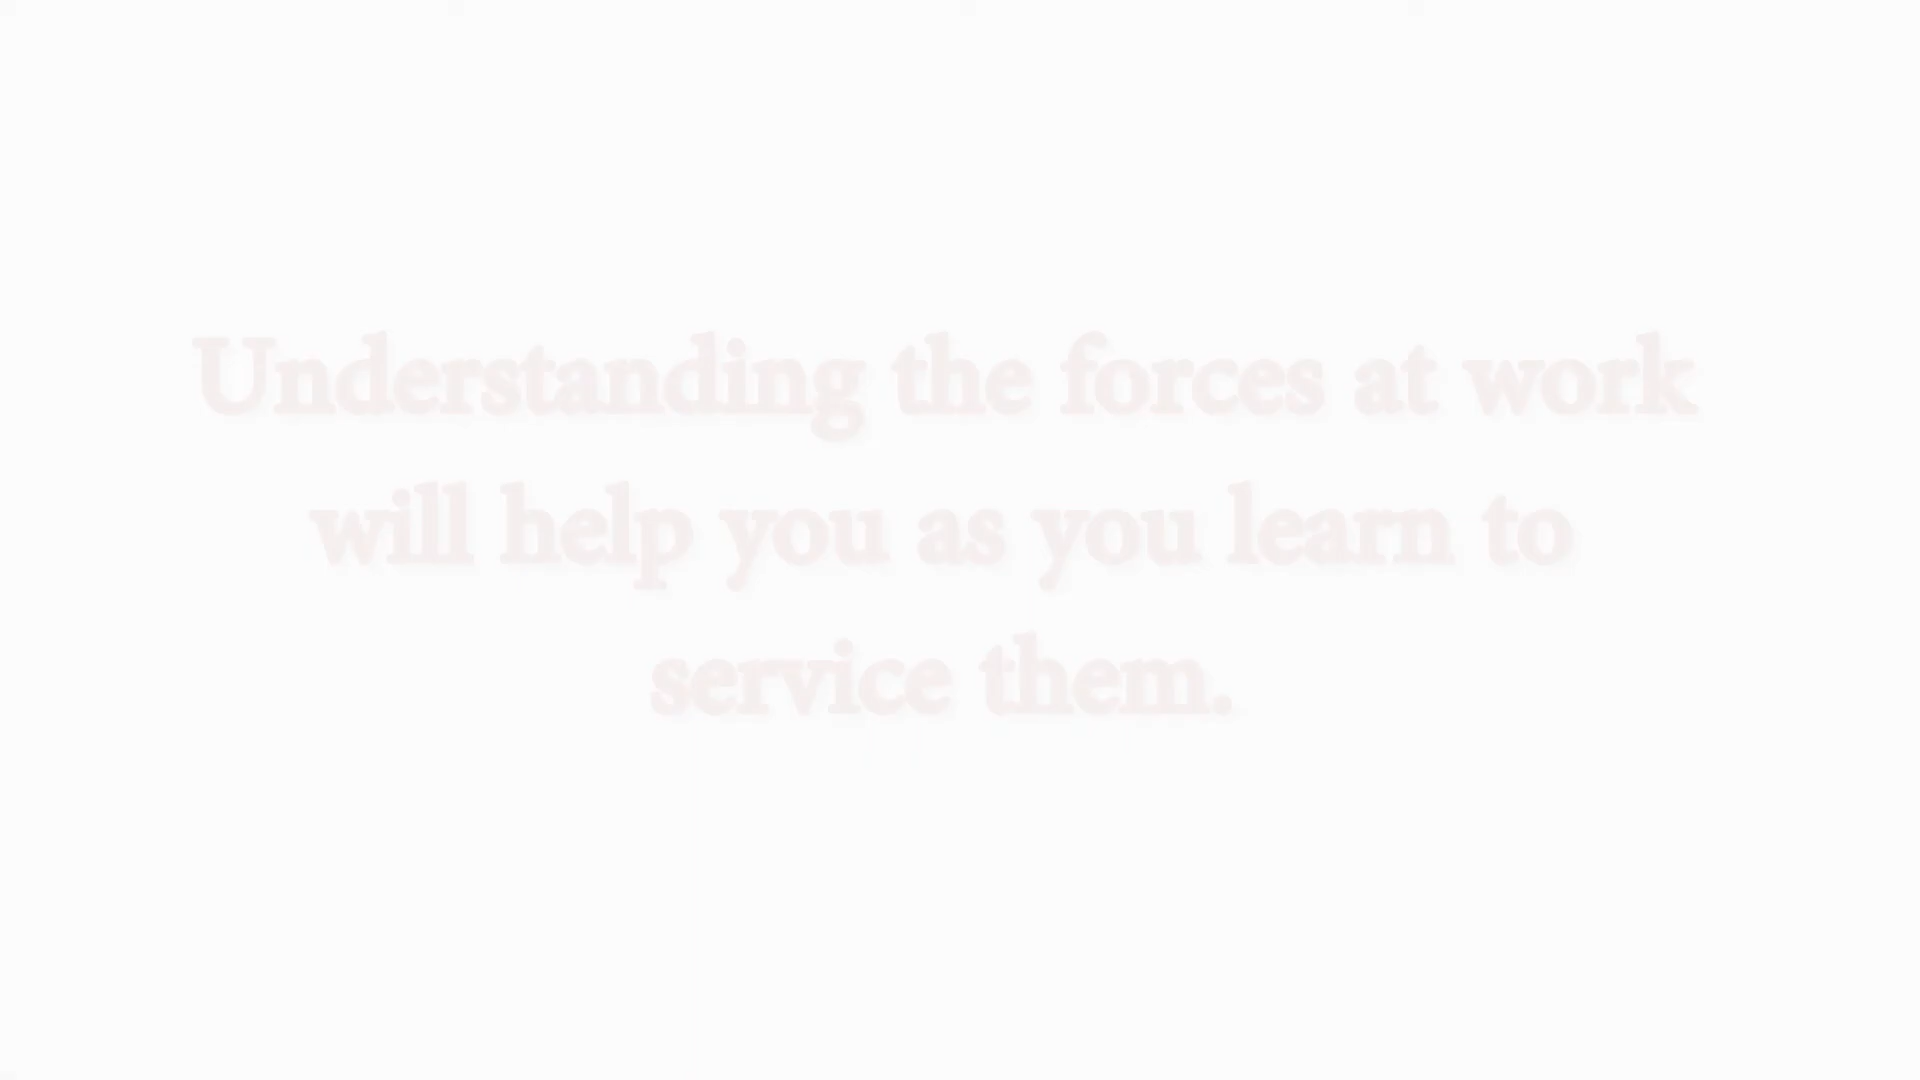 Understanding the forces at work
will help you as you learn to
service them.